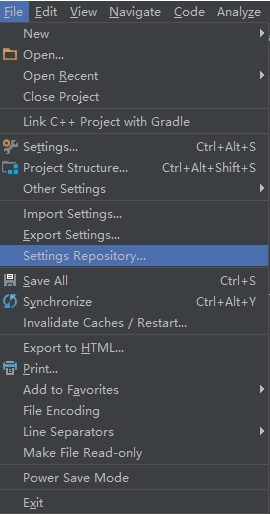 File Edit View Navigate Code Analyze
New
Open...
Open Recent
Close Project
Link C++ Project with Gradle
Settings... Ctrl+Alt+S
Project Structure... Ctrl+Alt+Shift+S
Other Settings
Import Settings...
Export Settings...
Settings Repository...
Save All Ctrl+S
Synchronize Ctrl+Alt+Y
Invalidate Caches / Restart...
Export to HTML...
Print...
Add to Favorites
File Encoding
Line Separators
Make File Read-only
Power Save Mode
Exit